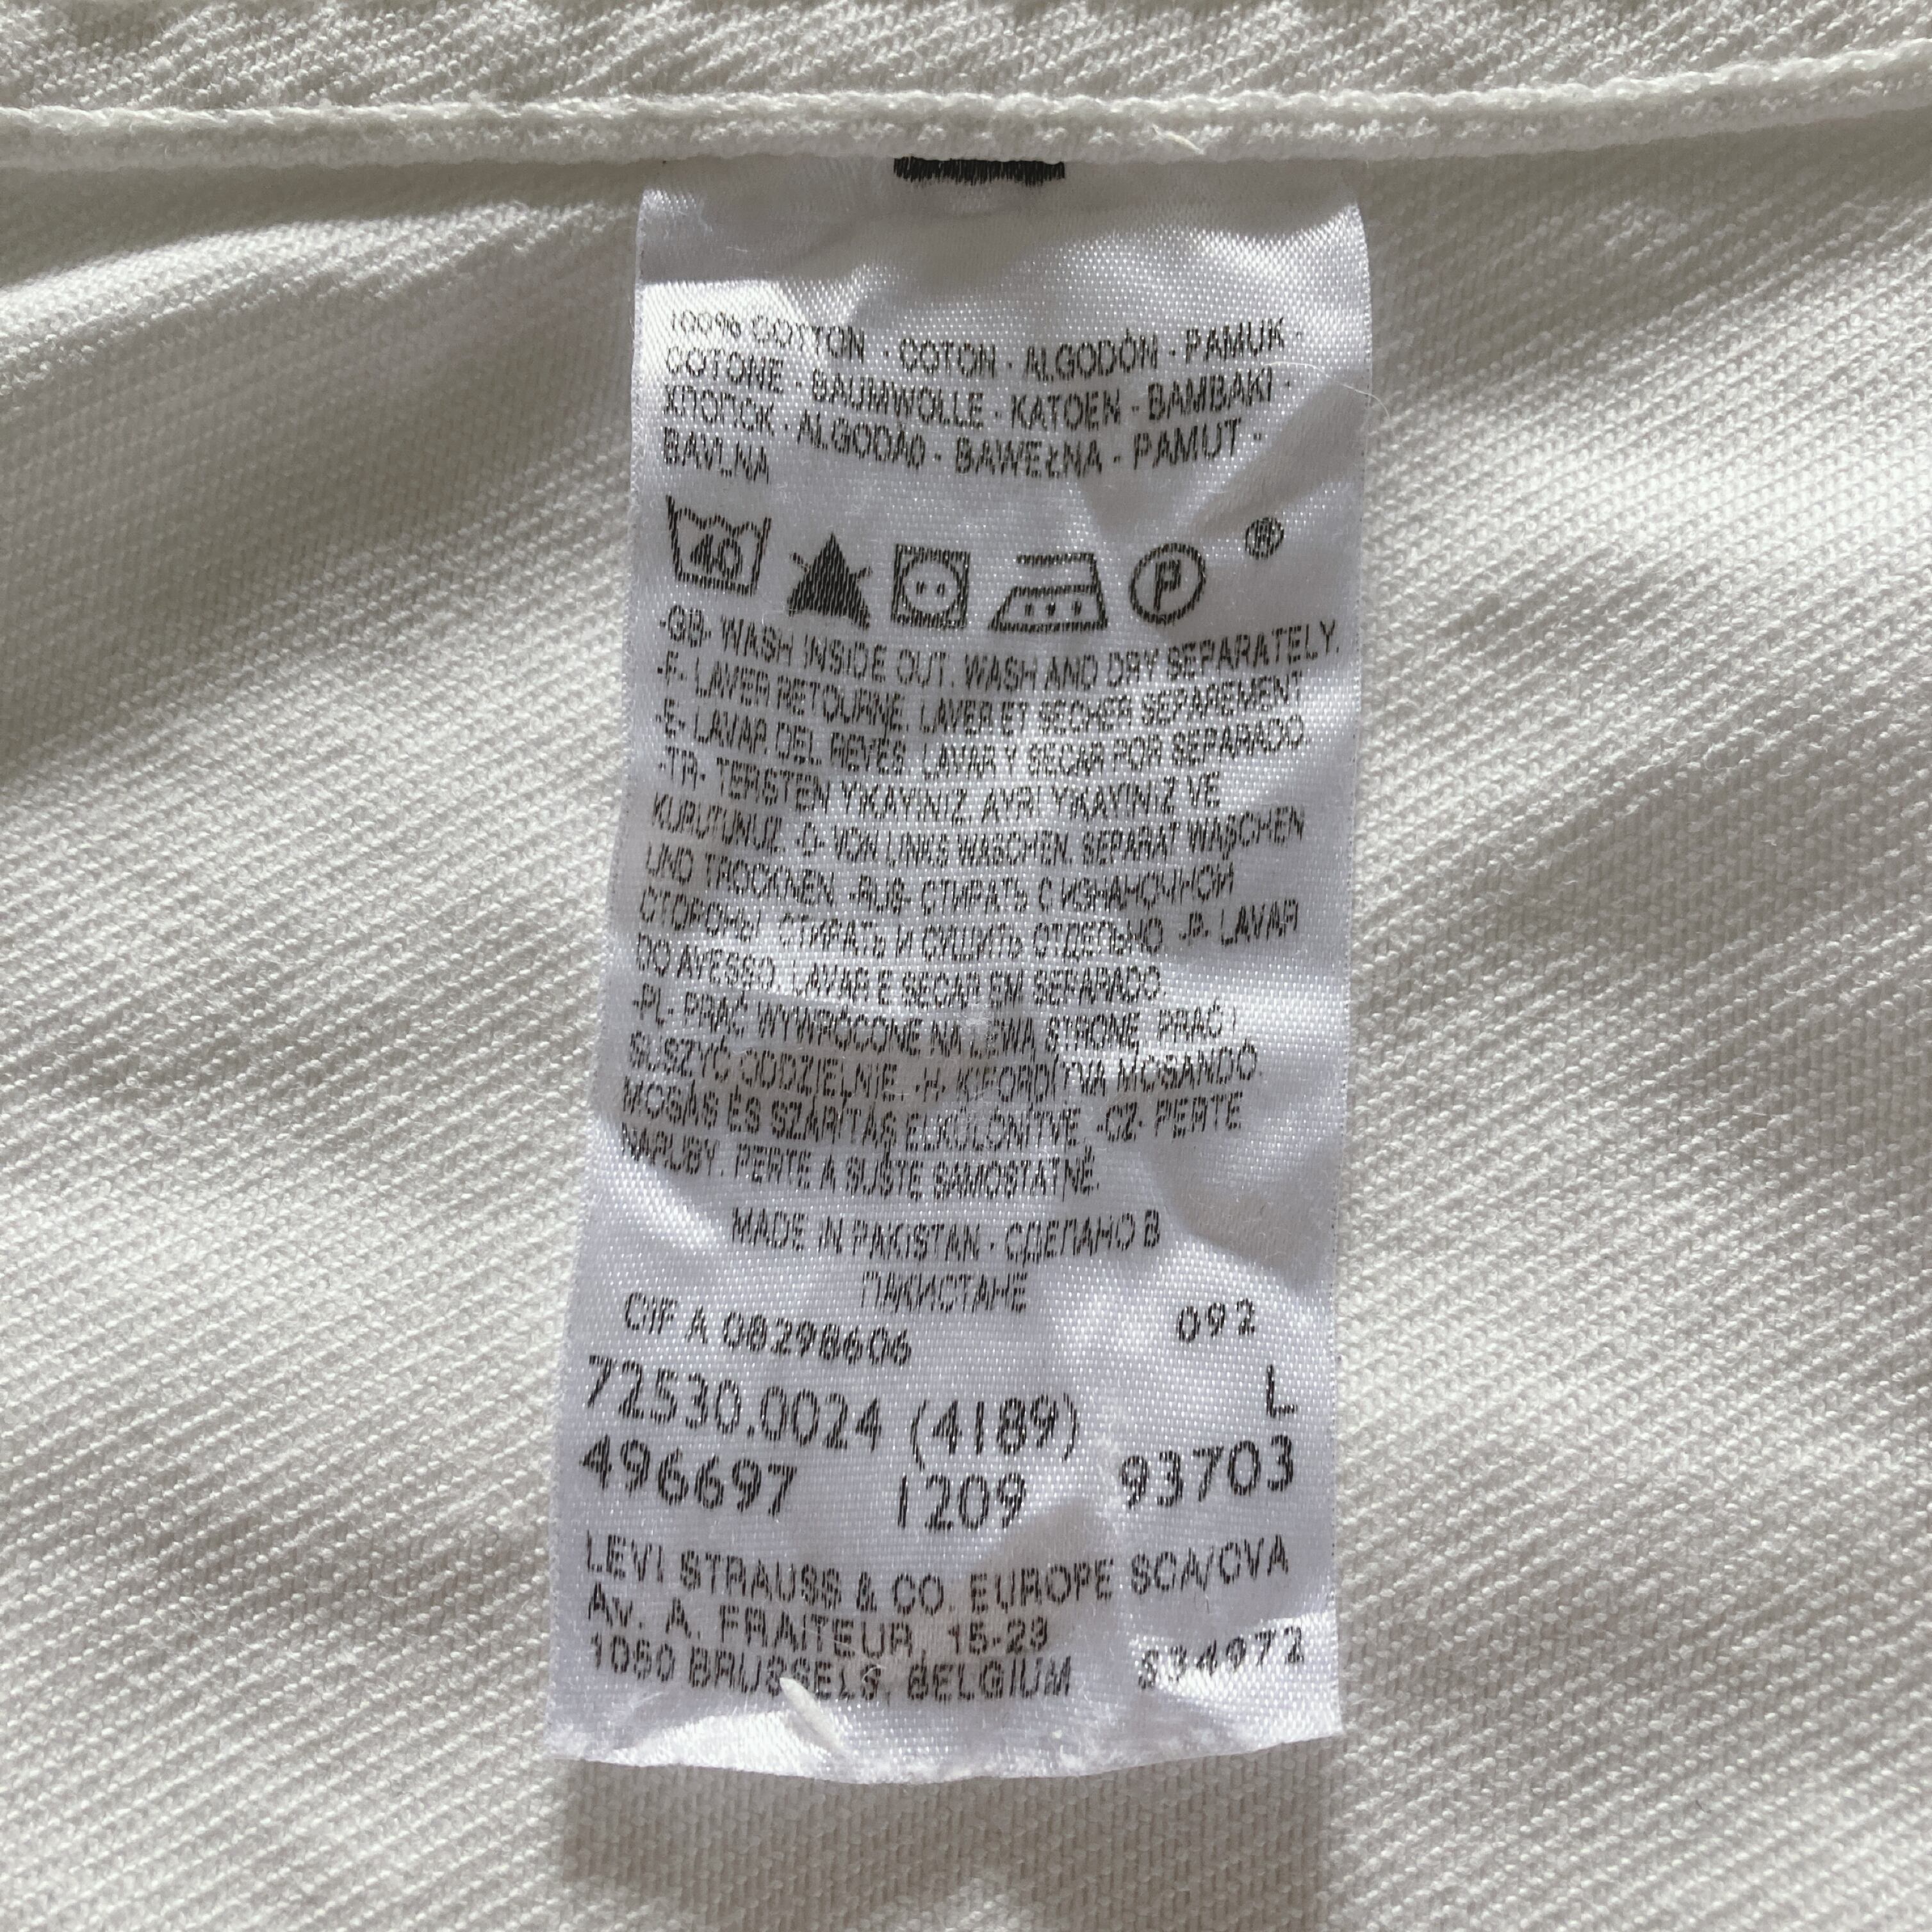 100% COTTON · COTON · ALGODÓN · PAMUK ·
COTONE · BAUMWOLLE · KATOEN · BAMBAKI ·
ХЛОПОК · ALGODÃO · BAWEŁNA · PAMUT ·
BAVLNA
40 P ®
-GB- WASH INSIDE OUT. WASH AND DRY SEPARATELY.
-F- LAVER RETOURNE. LAVER ET SECHER SEPAREMENT
-E- LAVAR DEL REVES. LAVAR Y SECAR POR SEPARADO
-TR- TERSTEN YIKAYINIZ. AYRI YIKAYINIZ VE
KURUTUNUZ. -D- VON LINKS WASCHEN. SEPARAT WASCHEN
UND TROCKNEN. -RUS- СТИРАТЬ С ИЗНАНОЧНОЙ
СТОРОНЫ. СТИРАТЬ И СУШИТЬ ОТДЕЛЬНО -P- LAVAR
DO AVESSO. LAVAR E SECAR EM SEPARADO.
-PL- PRAĆ WYWRÓCONE NA LEWĄ STRONĘ. PRAĆ I
SUSZYĆ ODDZIELNIE. -H- KIFORDÍTVA MOSANDÓ.
MOSÁS ÉS SZÁRÍTÁS ELKÜLÖNÍTVE. -CZ- PERTE
NARUBY. PERTE A SUŠTE SAMOSTATNĚ.
MADE IN PAKISTAN · СДЕЛАНО В
ПАКИСТАНЕ
CIF A 08298606 092
72530.0024 (4189) L
496697 1209 93703
LEVI STRAUSS & CO. EUROPE SCA/CVA
Av. A. FRAITEUR, 15-23
1050 BRUSSELS, BELGIUM S34972